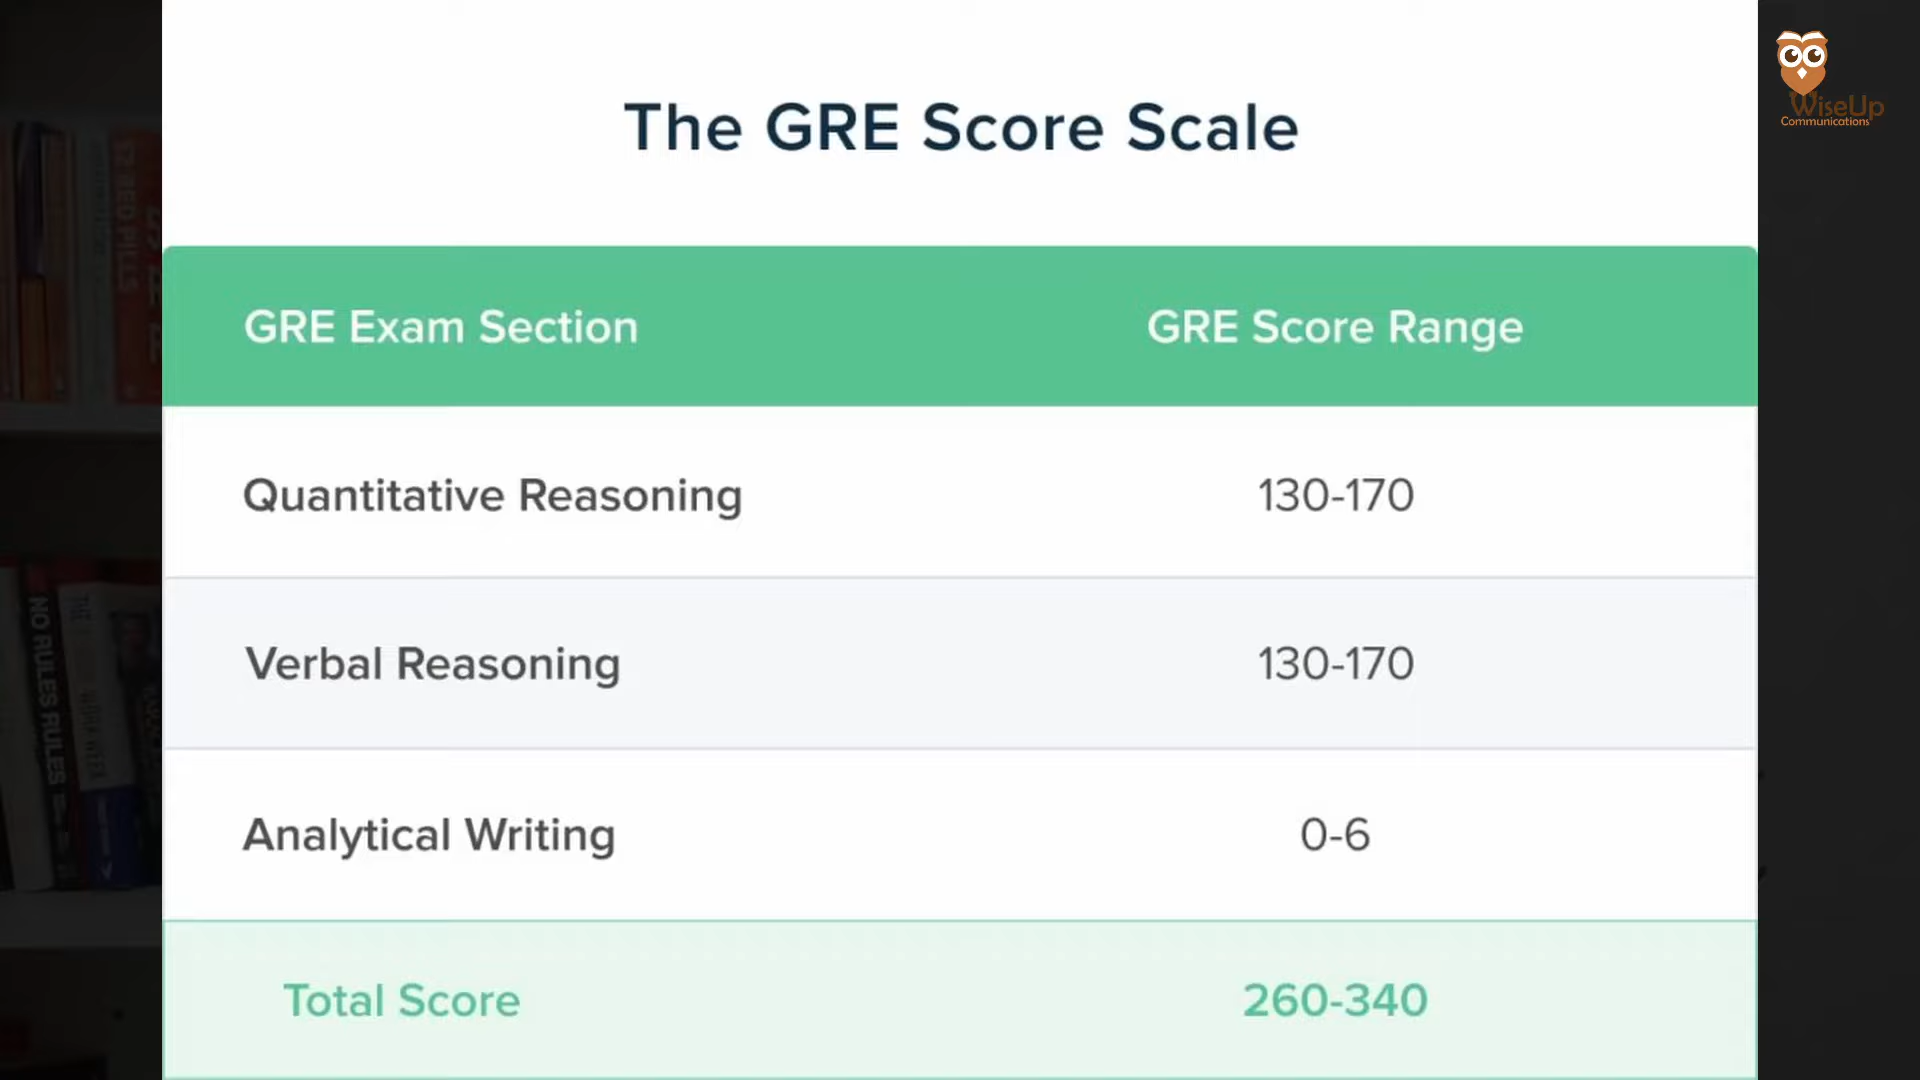 The GRE Score Scale
WiseUp
Communications
GRE Exam Section GRE Score Range
Quantitative Reasoning 130-170
Verbal Reasoning 130-170
Analytical Writing 0-6
Total Score 260-340
NO RULES RULES